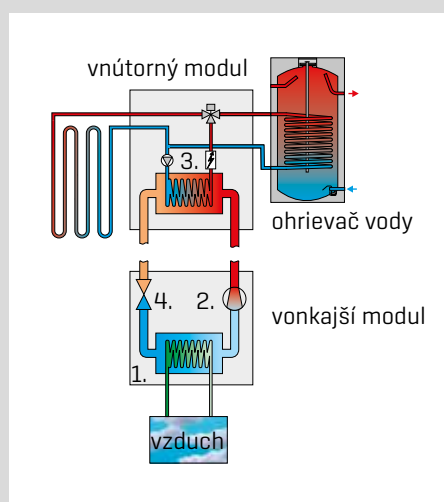 vnútorný modul
3.
ohrievač vody
4.
2.
vonkajší modul
1.
vzduch